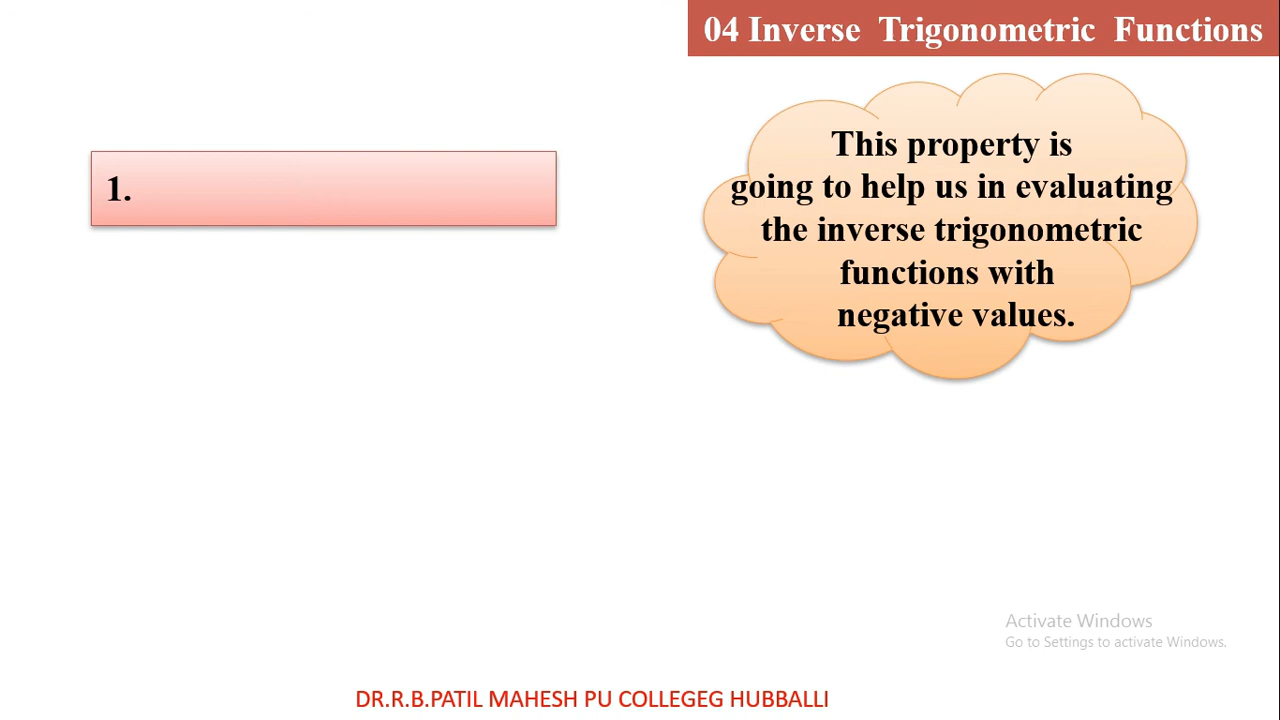 04 Inverse Trigonometric Functions
This property is
going to help us in evaluating
the inverse trigonometric
functions with
negative values.
1.
Activate Windows
Go to Settings to activate Windows.
DR.R.B.PATIL MAHESH PU COLLEGEG HUBBALLI